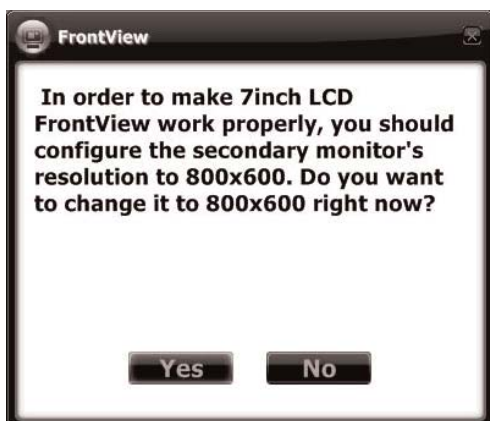 FrontView
In order to make 7inch LCD
FrontView work properly, you should
configure the secondary monitor's
resolution to 800x600. Do you want
to change it to 800x600 right now?
Yes No